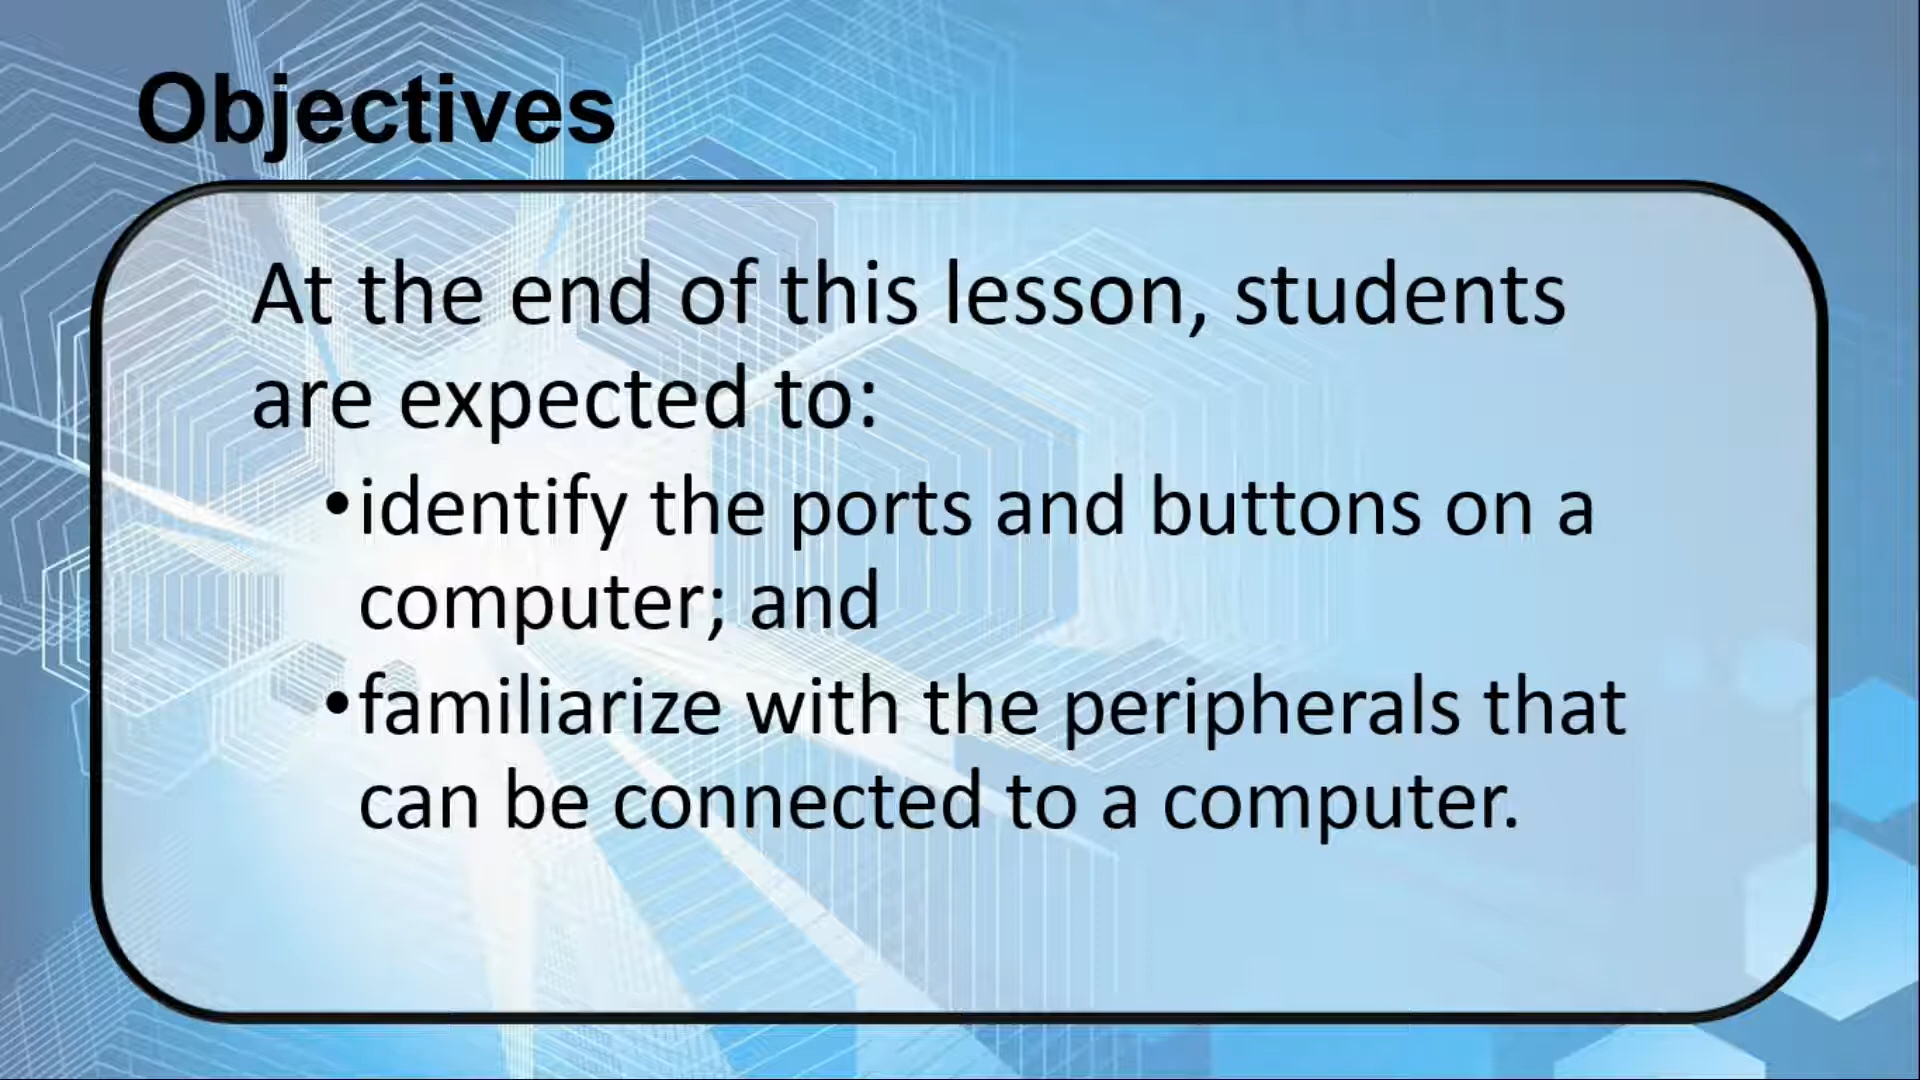 Objectives
At the end of this lesson, students
are expected to:
•identify the ports and buttons on a
computer; and
•familiarize with the peripherals that
can be connected to a computer.